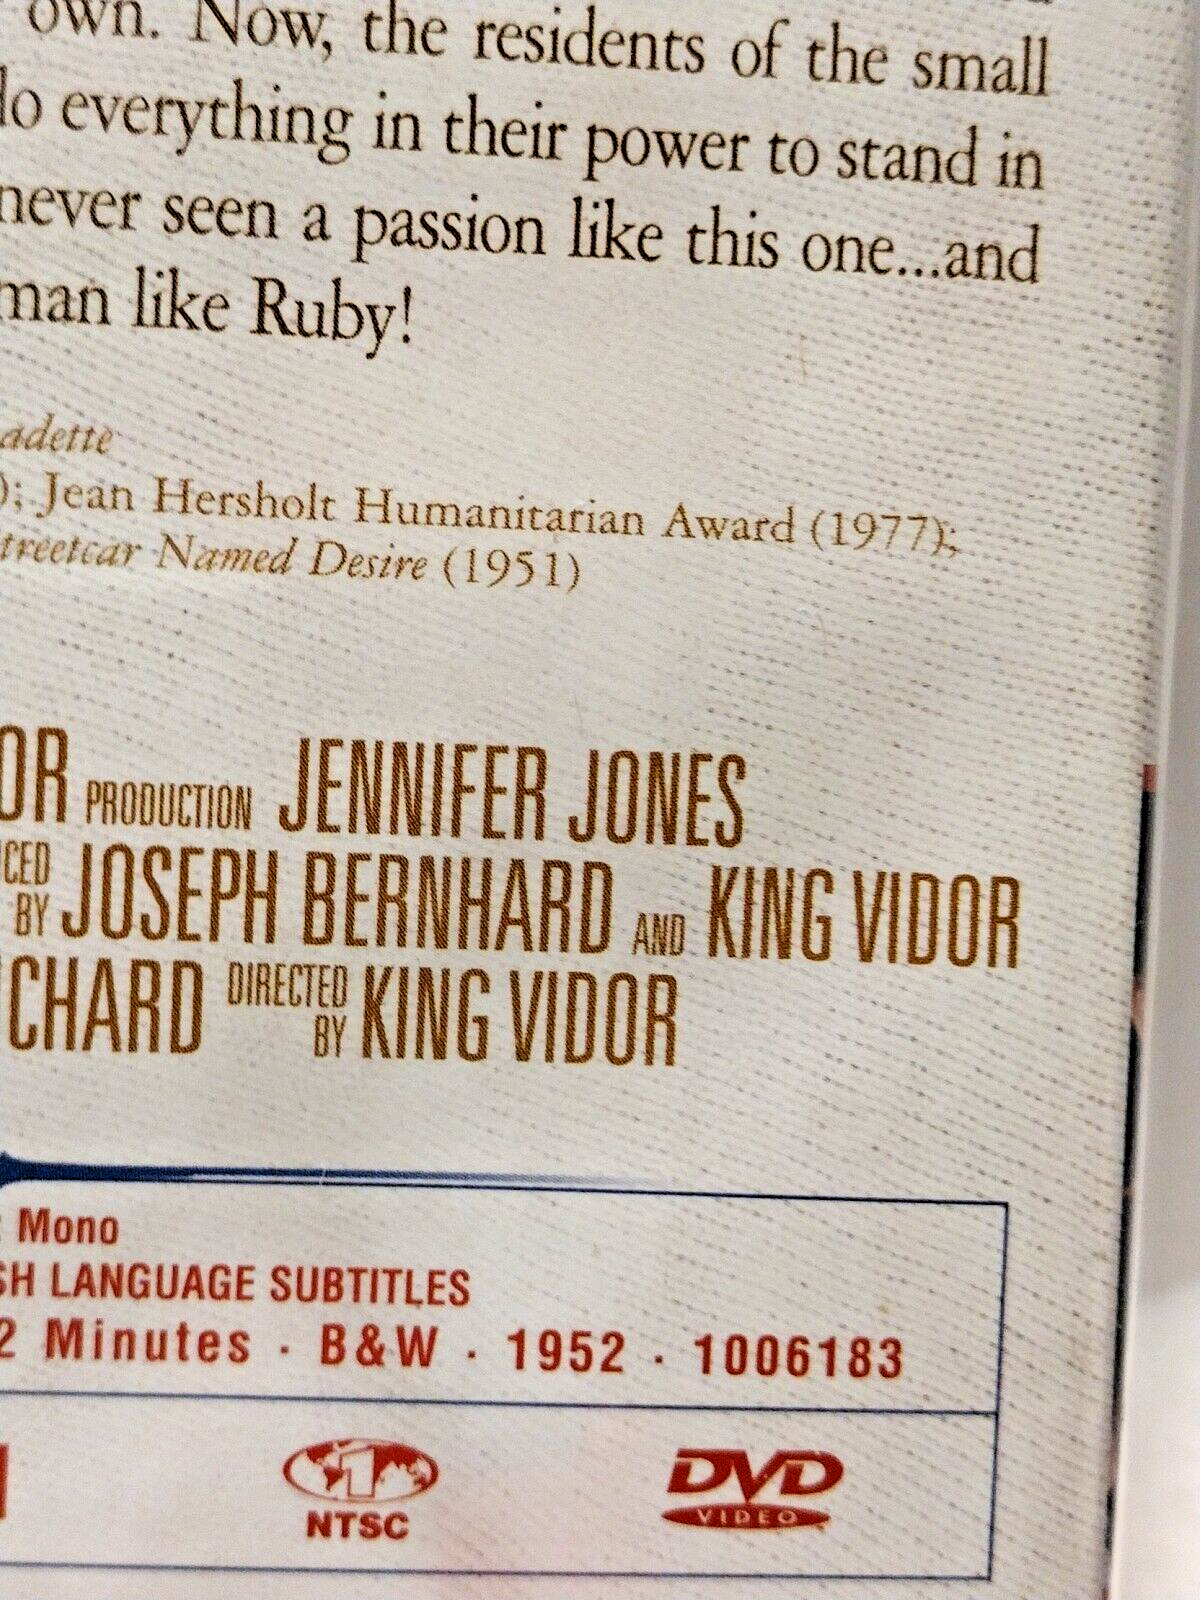 own. Now, the residents of the small
do everything in their power to stand in
never seen a passion like this one...and
man like Ruby!
adette
); Jean Hersholt Humanitarian Award (1977);
treetcar Named Desire (1951)
OR PRODUCTION JENNIFER JONES
CED BY JOSEPH BERNHARD AND KING VIDOR
CHARD DIRECTED BY KING VIDOR
: Mono
SH LANGUAGE SUBTITLES
2 Minutes · B&W · 1952 · 1006183
1
NTSC
DVD
VIDEO